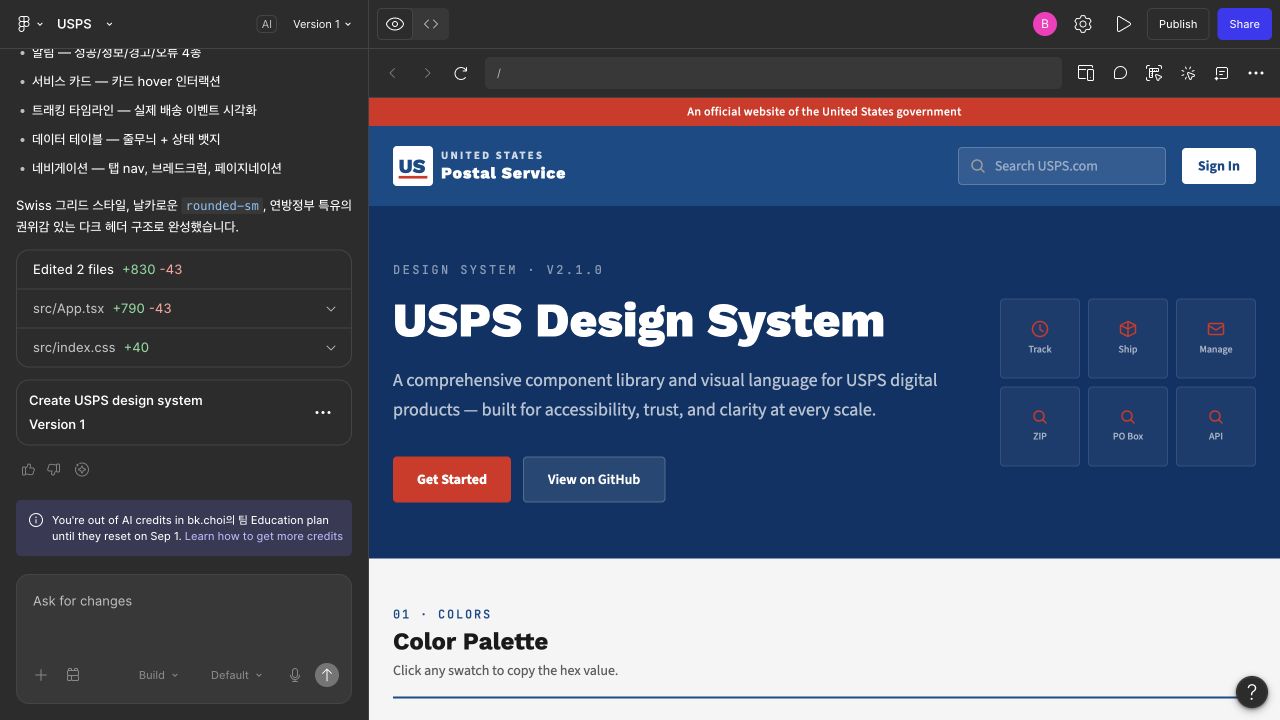 USPS
AI
Version 1
Publish
Share
B
/
알림 — 성공/정보/경고/오류 4종
서비스 카드 — 카드 hover 인터랙션
트래킹 타임라인 — 실제 배송 이벤트 시각화
데이터 테이블 — 줄무늬 + 상태 뱃지
네비게이션 — 탭 nav, 브레드크럼, 페이지네이션
Swiss 그리드 스타일, 날카로운 rounded-sm, 연방정부 특유의
권위감 있는 다크 헤더 구조로 완성했습니다.
Edited 2 files +830 -43
src/App.tsx +790 -43
src/index.css +40
Create USPS design system
Version 1
You're out of AI credits in bk.choi의 팀 Education plan
until they reset on Sep 1. Learn how to get more credits
Ask for changes
Build
Default
An official website of the United States government
US
UNITED STATES
Postal Service
Search USPS.com
Sign In
DESIGN SYSTEM · V2.1.0
USPS Design System
A comprehensive component library and visual language for USPS digital
products — built for accessibility, trust, and clarity at every scale.
Get Started
View on GitHub
Track
Ship
Manage
ZIP
PO Box
API
01 · COLORS
Color Palette
Click any swatch to copy the hex value.
?